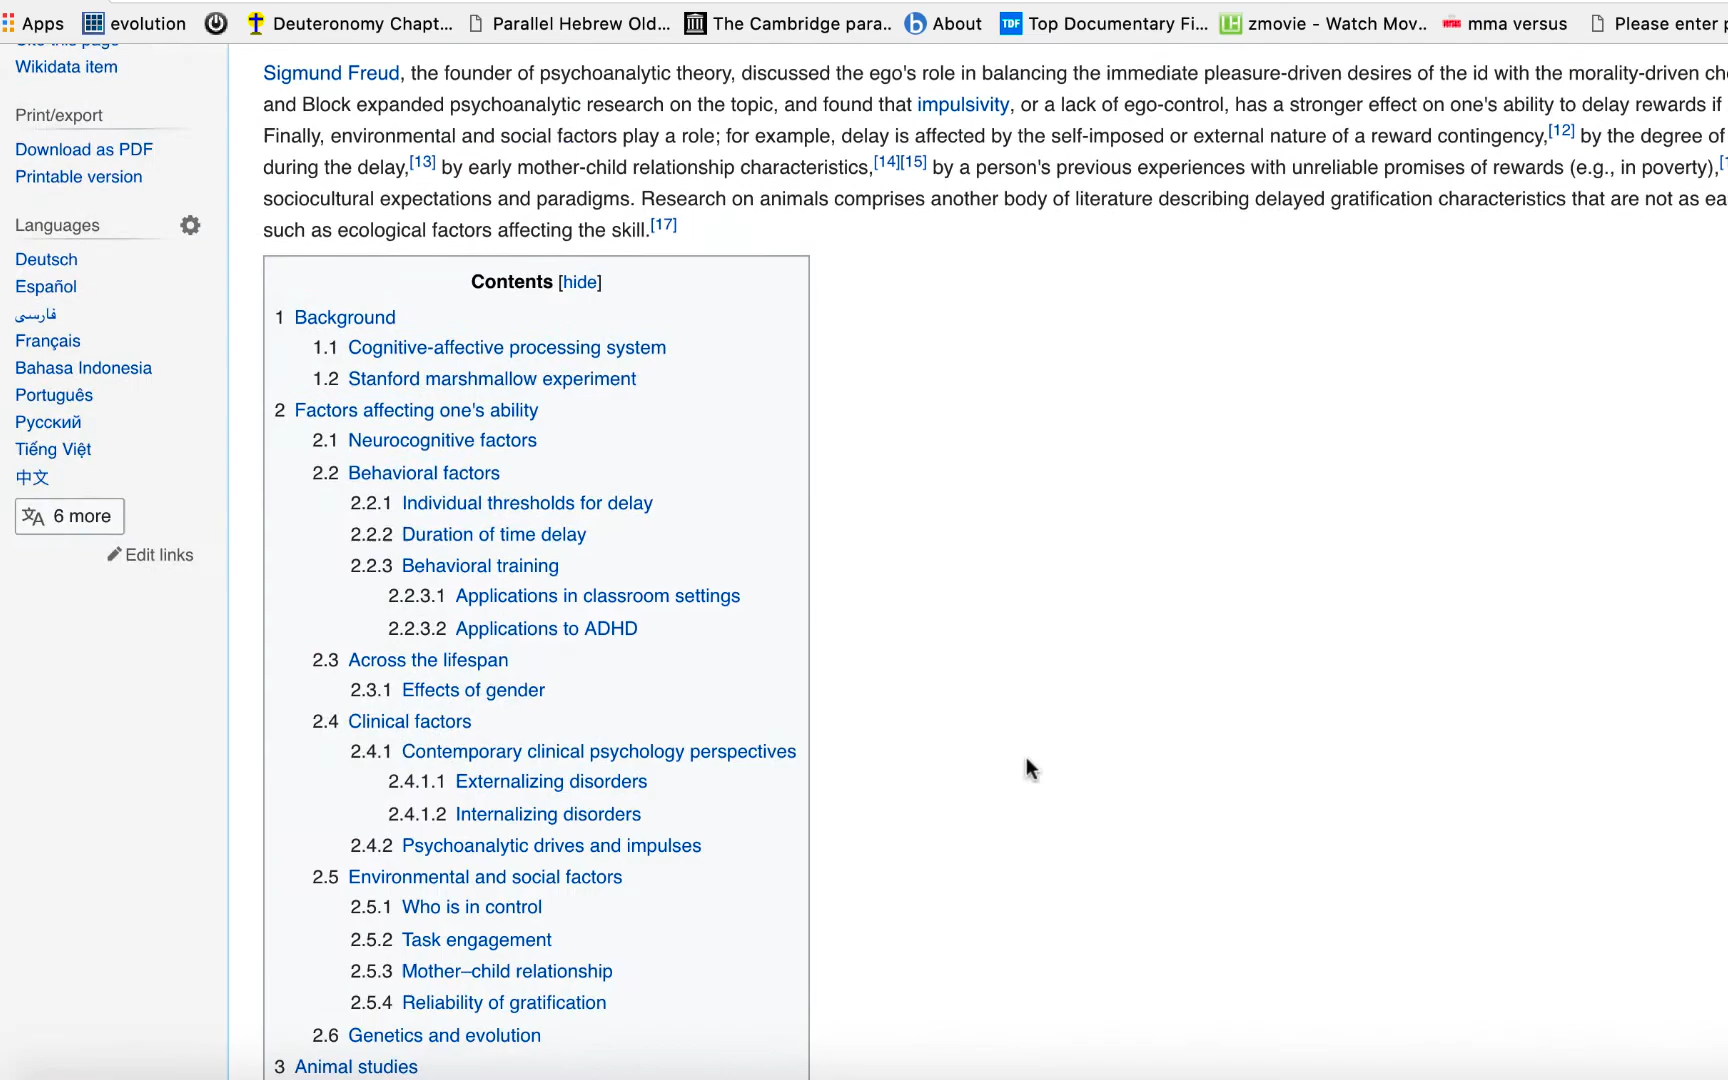 Apps evolution Deuteronomy Chapt... Parallel Hebrew Old... The Cambridge para.. About TDF Top Documentary Fi... zmovie - Watch Mov.. mma versus Please enter p
Cite this page
Wikidata item
Print/export
Download as PDF
Printable version
Languages
Deutsch
Español
فارسی
Français
Bahasa Indonesia
Português
Русский
Tiếng Việt
中文
6 more
Edit links
Sigmund Freud, the founder of psychoanalytic theory, discussed the ego's role in balancing the immediate pleasure-driven desires of the id with the morality-driven
and Block expanded psychoanalytic research on the topic, and found that impulsivity, or a lack of ego-control, has a stronger effect on one's ability to delay rewards if
Finally, environmental and social factors play a role; for example, delay is affected by the self-imposed or external nature of a reward contingency,[12] by the degree of
during the delay,[13] by early mother-child relationship characteristics,[14][15] by a person's previous experiences with unreliable promises of rewards (e.g., in poverty),
sociocultural expectations and paradigms. Research on animals comprises another body of literature describing delayed gratification characteristics that are not as ea
such as ecological factors affecting the skill.[17]
Contents [hide]
1 Background
1.1 Cognitive-affective processing system
1.2 Stanford marshmallow experiment
2 Factors affecting one's ability
2.1 Neurocognitive factors
2.2 Behavioral factors
2.2.1 Individual thresholds for delay
2.2.2 Duration of time delay
2.2.3 Behavioral training
2.2.3.1 Applications in classroom settings
2.2.3.2 Applications to ADHD
2.3 Across the lifespan
2.3.1 Effects of gender
2.4 Clinical factors
2.4.1 Contemporary clinical psychology perspectives
2.4.1.1 Externalizing disorders
2.4.1.2 Internalizing disorders
2.4.2 Psychoanalytic drives and impulses
2.5 Environmental and social factors
2.5.1 Who is in control
2.5.2 Task engagement
2.5.3 Mother–child relationship
2.5.4 Reliability of gratification
2.6 Genetics and evolution
3 Animal studies